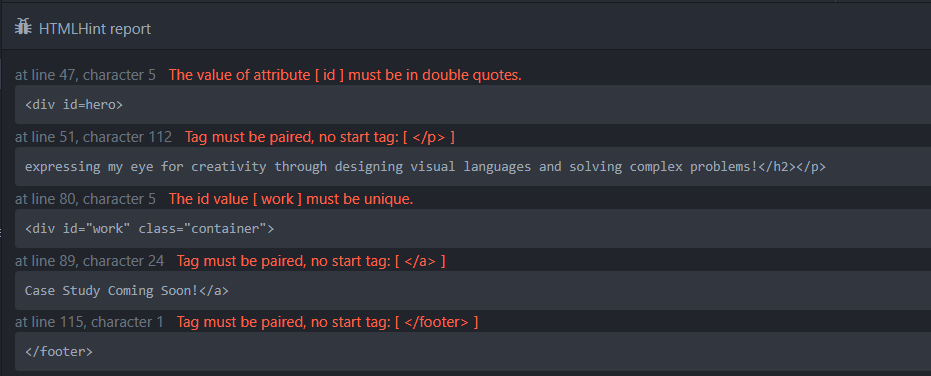 HTMLHint report
at line 47, character 5 The value of attribute [ id ] must be in double quotes.
<div id=hero>
at line 51, character 112 Tag must be paired, no start tag: [ </p> ]
expressing my eye for creativity through designing visual languages and solving complex problems!</h2></p>
at line 80, character 5 The id value [ work ] must be unique.
<div id="work" class="container">
at line 89, character 24 Tag must be paired, no start tag: [ </a> ]
Case Study Coming Soon!</a>
at line 115, character 1 Tag must be paired, no start tag: [ </footer> ]
</footer>